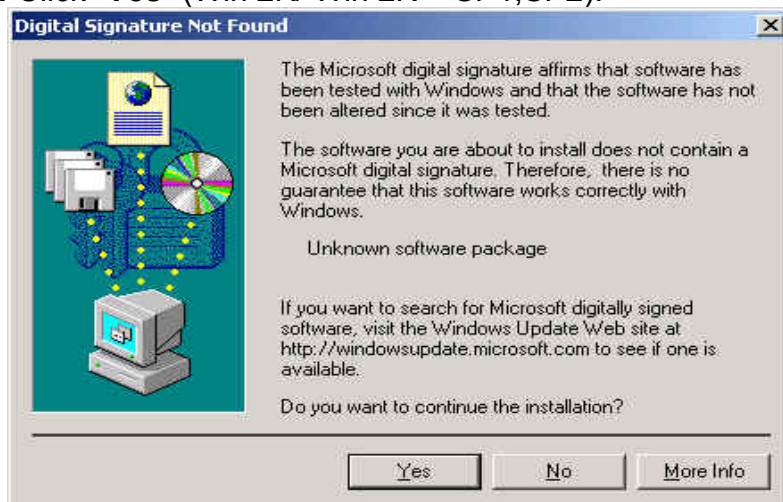 Digital Signature Not Found
The Microsoft digital signature affirms that software has
been tested with Windows and that the software has not
been altered since it was tested.
The software you are about to install does not contain a
Microsoft digital signature. Therefore, there is no
guarantee that this software works correctly with
Windows.
Unknown software package
If you want to search for Microsoft digitally signed
software, visit the Windows Update Web site at
http://windowsupdate.microsoft.com to see if one is
available.
Do you want to continue the installation?
Yes No More Info